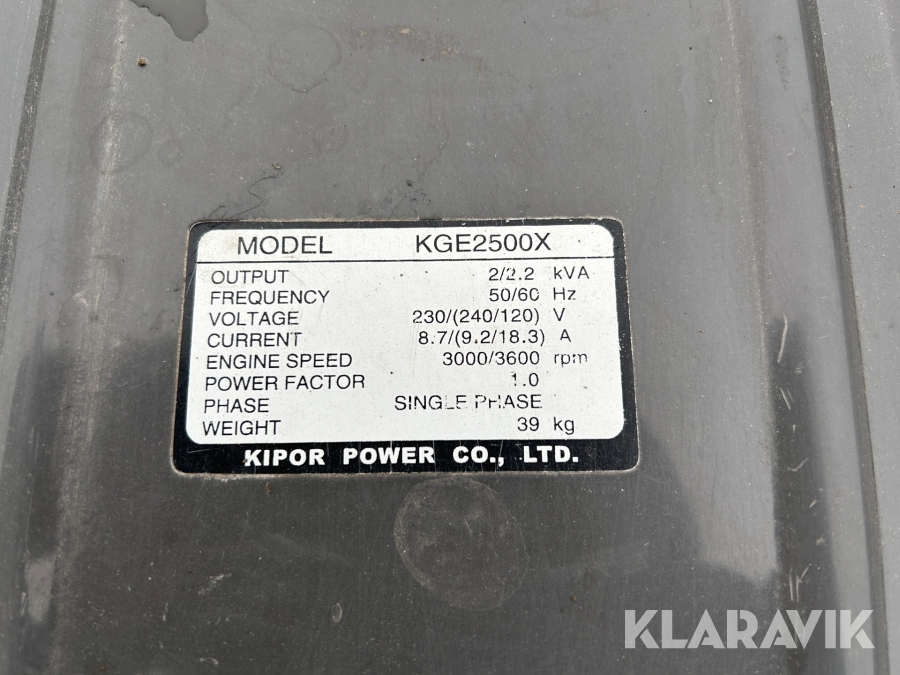 MODEL KGE2500X
OUTPUT 2/2.2 kVA
FREQUENCY 50/60 Hz
VOLTAGE 230/(240/120) V
CURRENT 8.7/(9.2/18.3) A
ENGINE SPEED 3000/3600 rpm
POWER FACTOR 1.0
PHASE SINGLE PHASE
WEIGHT 39 kg
KIPOR POWER CO., LTD.
KLARAVIK